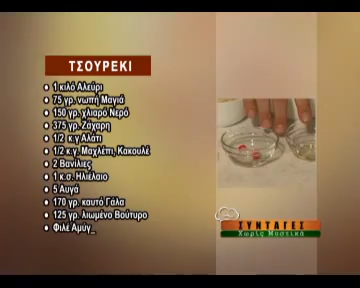 ΤΣΟΥΡΕΚΙ
1 κιλό Αλεύρι
75 γρ. νωπή Μαγιά
150 γρ. χλιαρό Νερό
375 γρ. Ζάχαρη
1/2 κ.γ Αλάτι
1/2 κ.γ. Μαχλέπι, Κακουλέ
2 Βανίλιες
1 κ.σ. Ηλιέλαιο
5 Αυγά
170 γρ. καυτό Γάλα
125 γρ. λιωμένο Βούτυρο
Φιλέ Αμύγ_
ΣΥΝΤΑΓΕΣ
Χωρίς Μυστικά